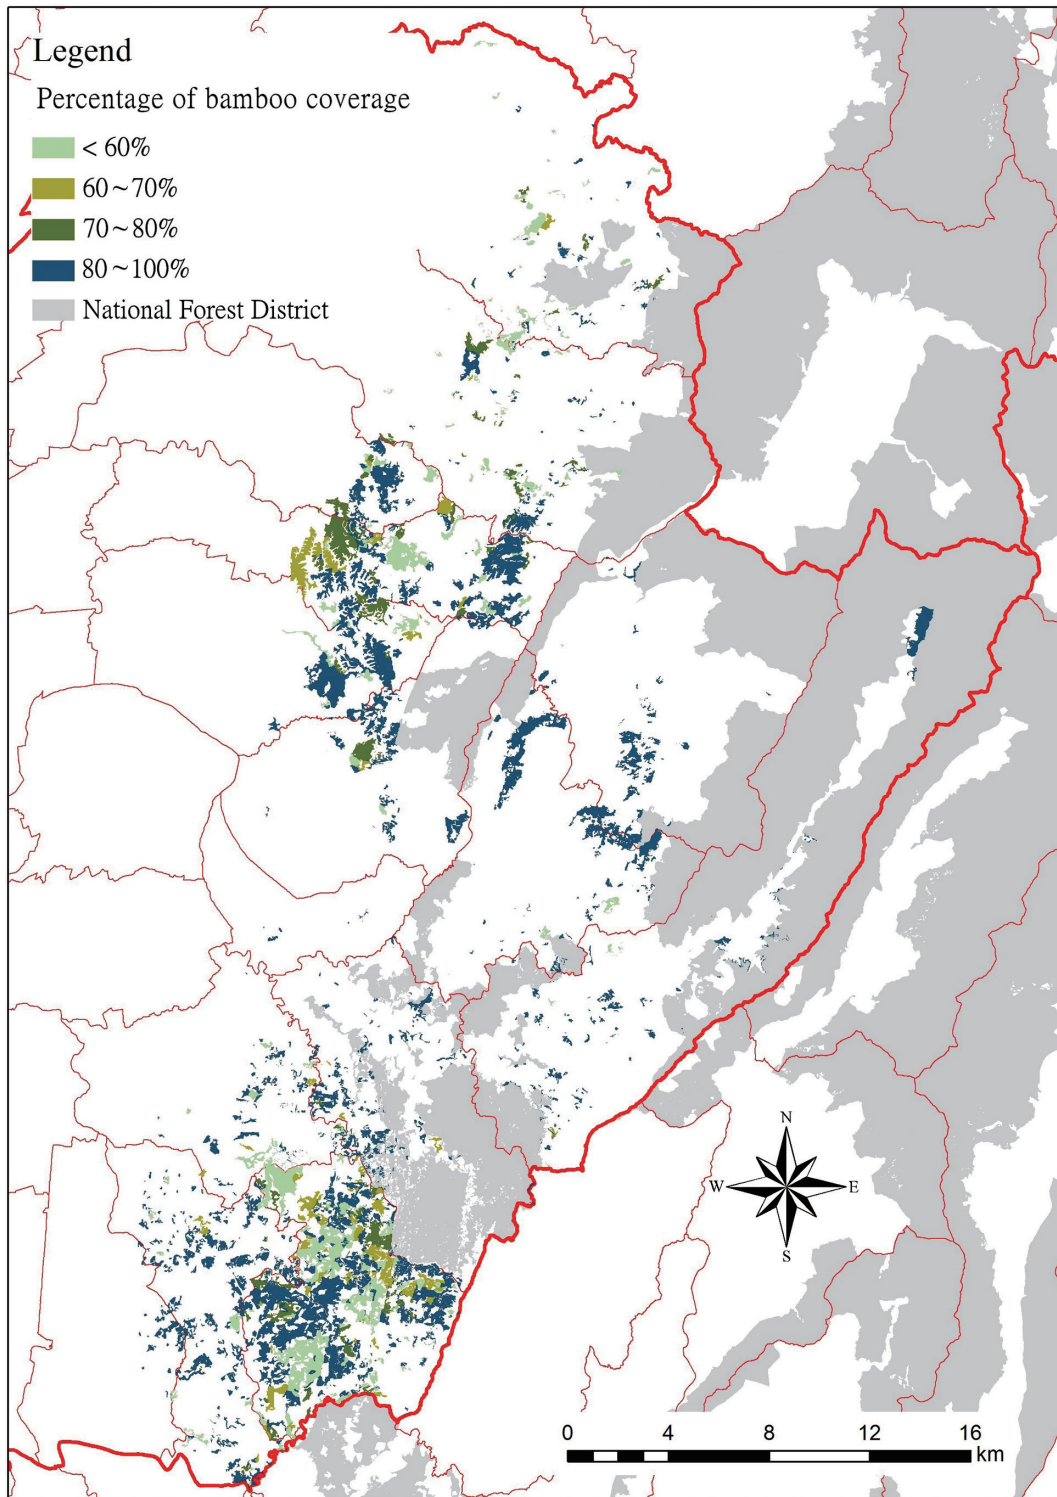 Legend
Percentage of bamboo coverage
< 60%
60~70%
70~80%
80~100%
National Forest District
N
W E
S
0 4 8 12 16
km